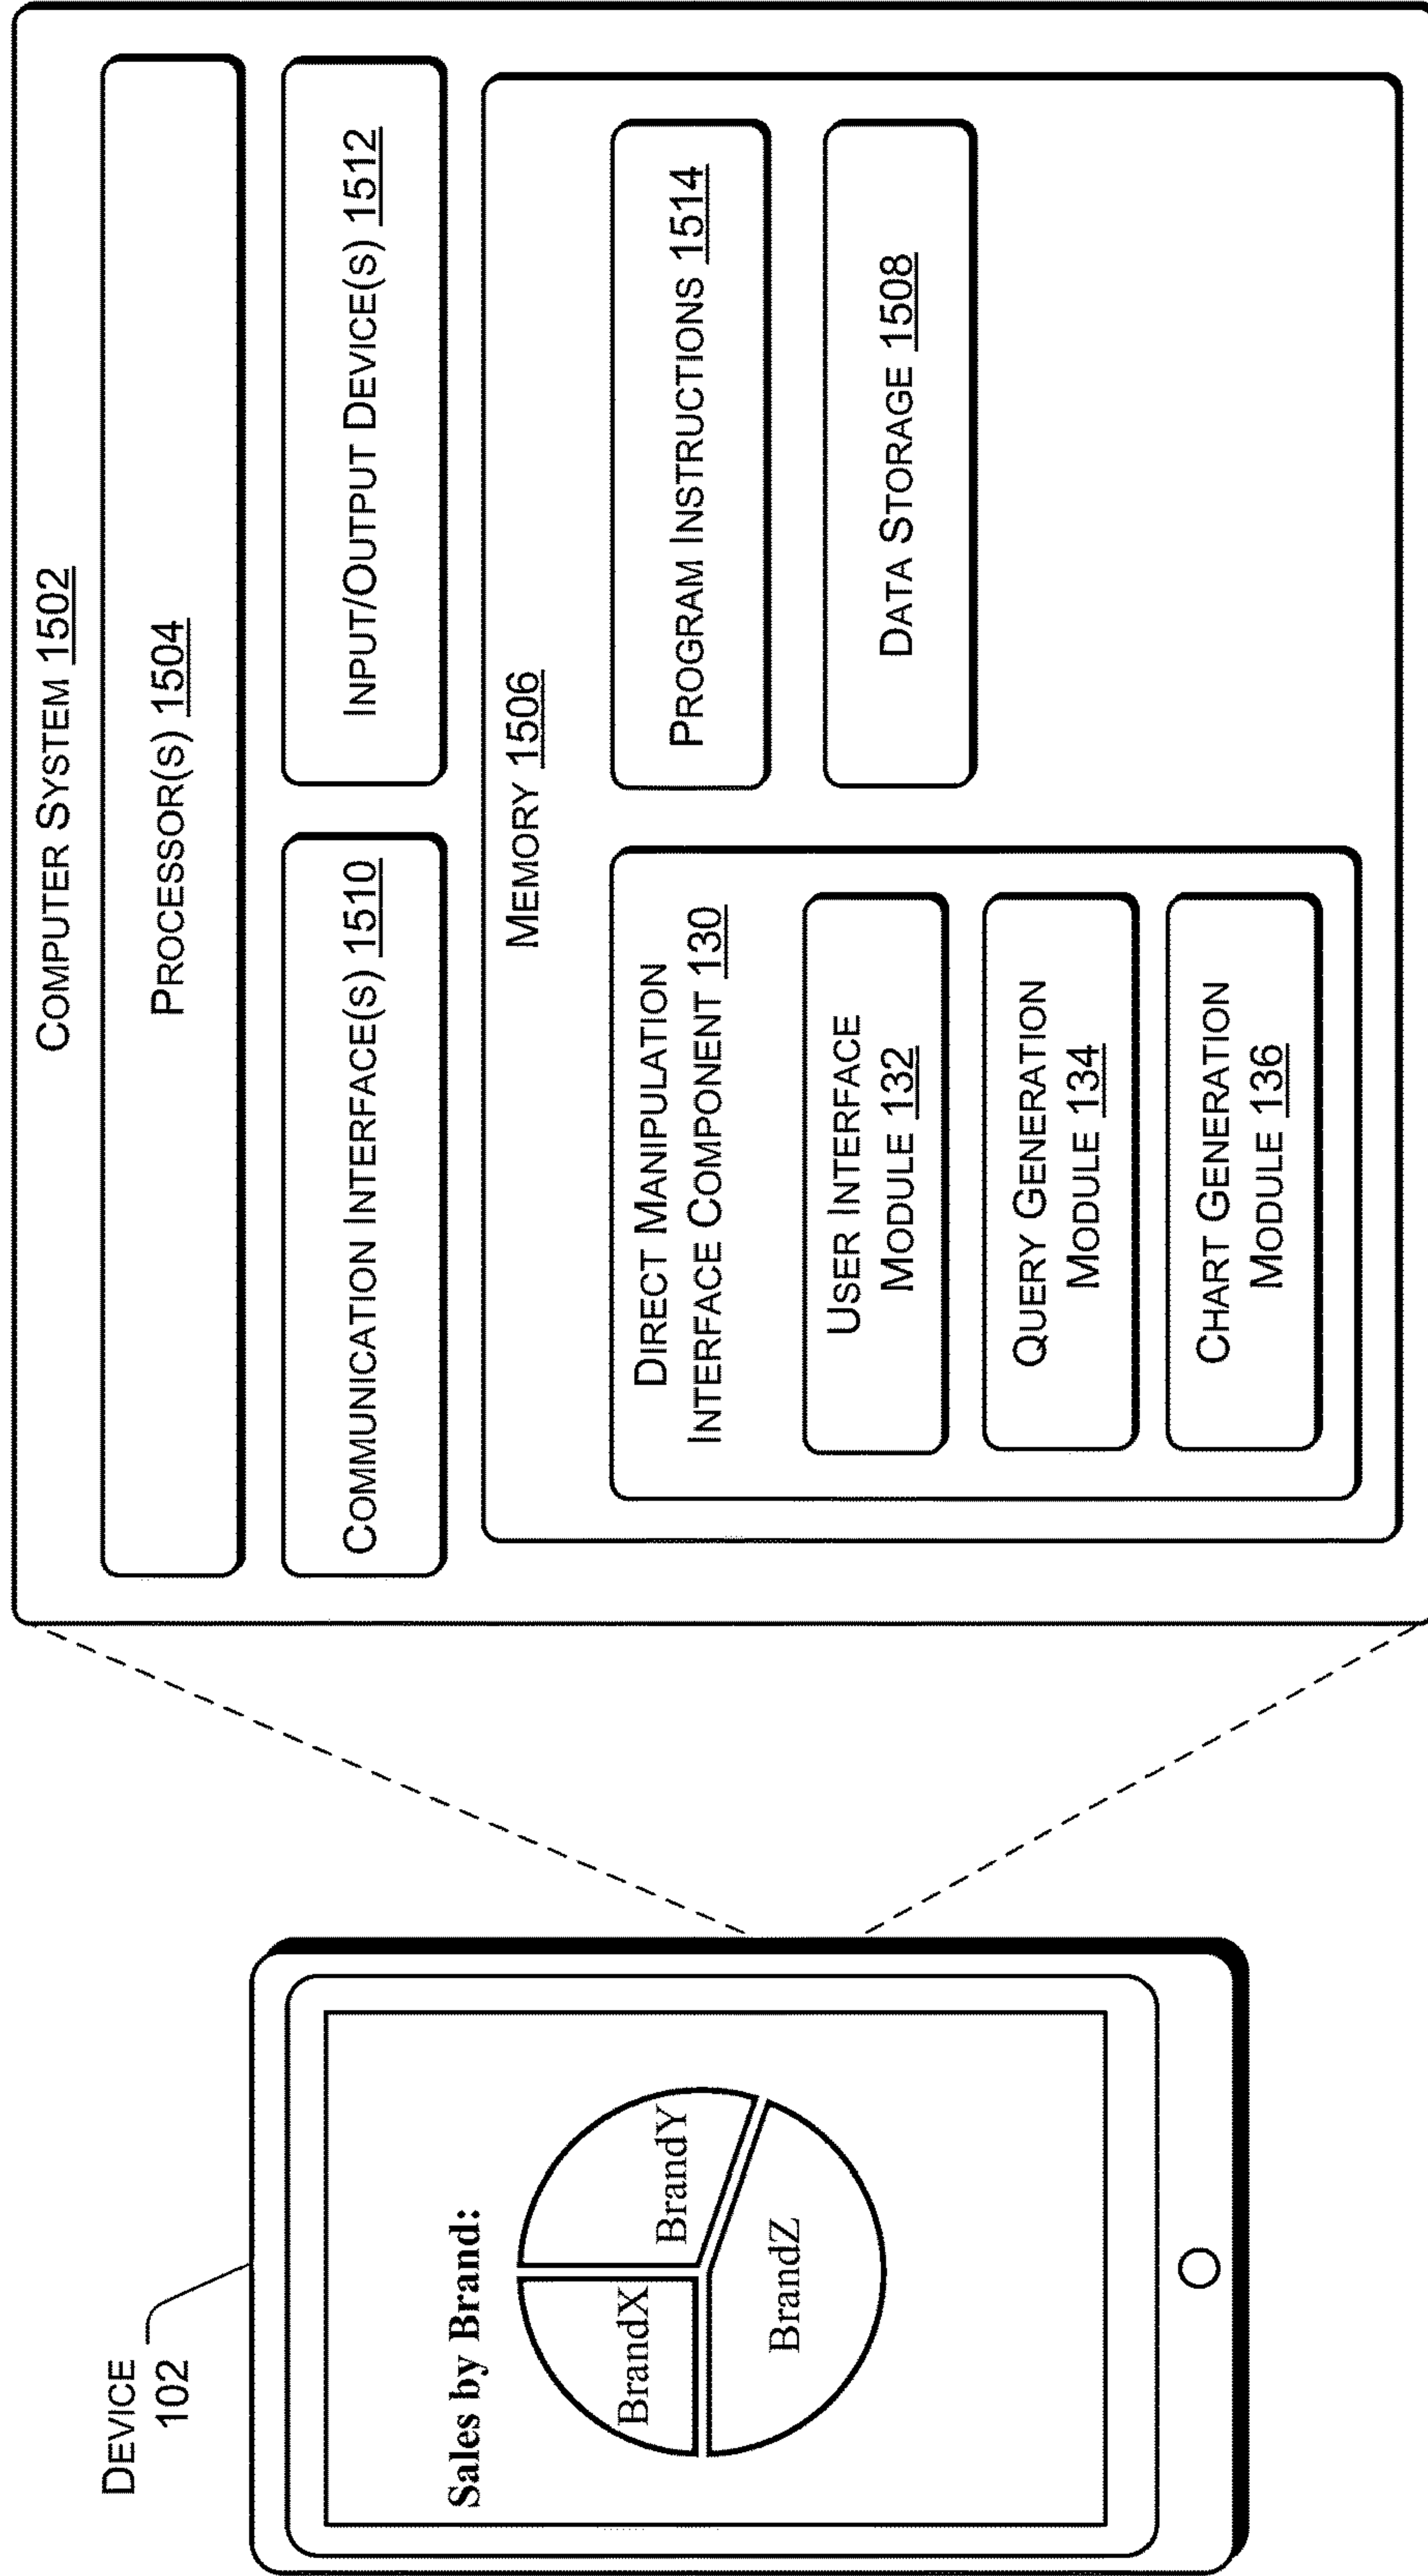 DEVICE
102
Sales by Brand:
BrandX
BrandY
BrandZ
COMPUTER SYSTEM 1502
PROCESSOR(S) 1504
COMMUNICATION INTERFACE(S) 1510
INPUT/OUTPUT DEVICE(S) 1512
MEMORY 1506
DIRECT MANIPULATION
INTERFACE COMPONENT 130
USER INTERFACE
MODULE 132
QUERY GENERATION
MODULE 134
CHART GENERATION
MODULE 136
PROGRAM INSTRUCTIONS 1514
DATA STORAGE 1508